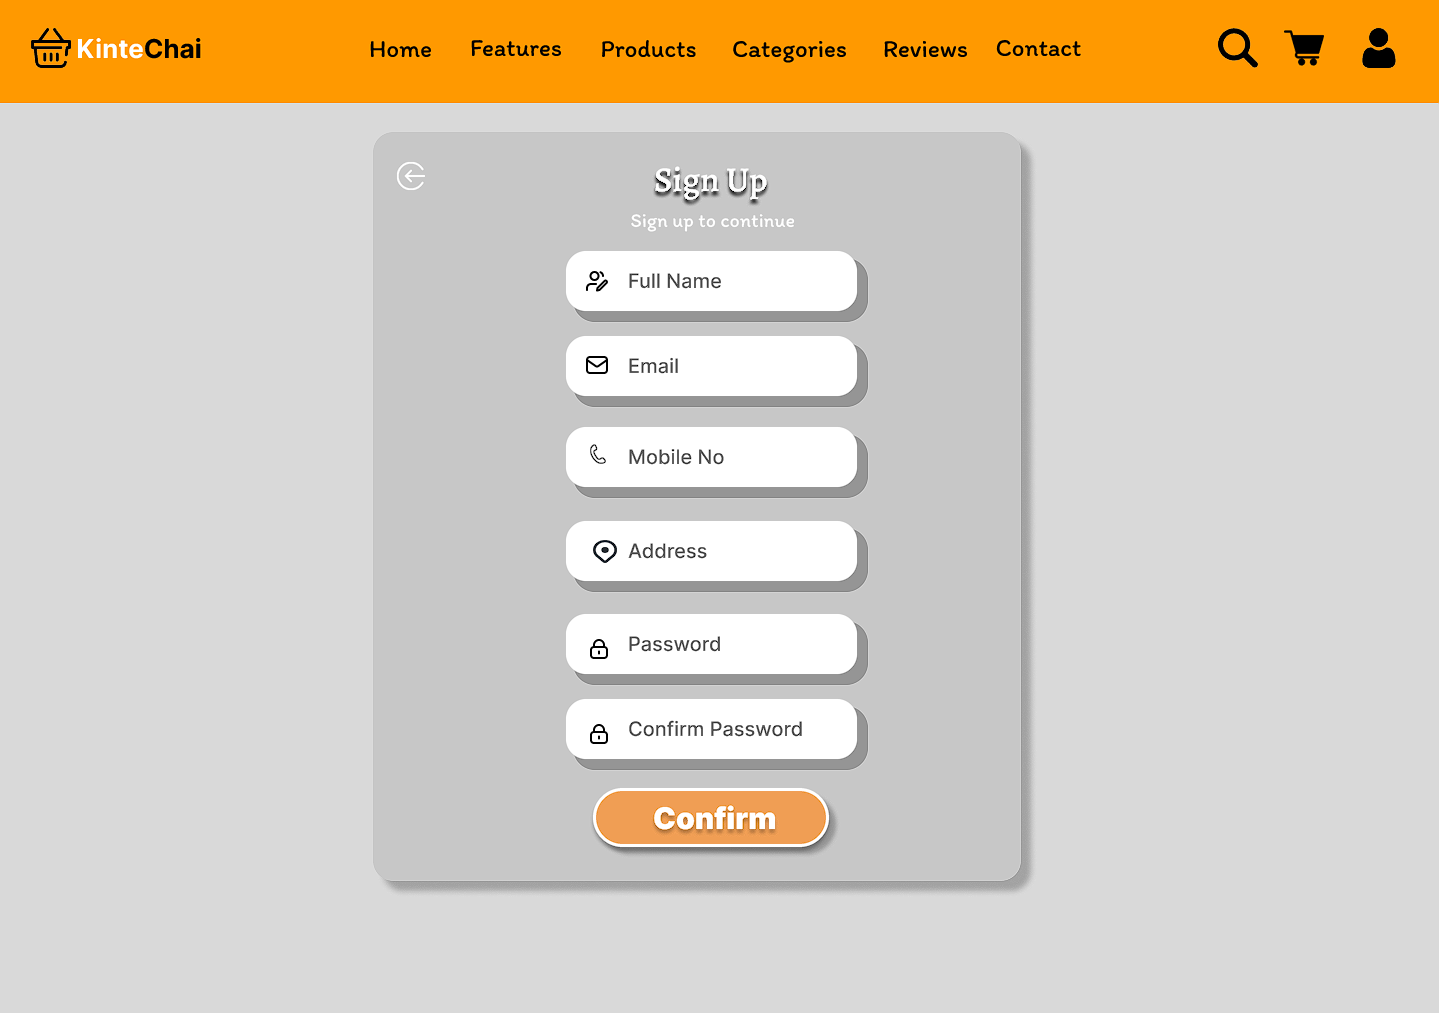 KinteChai Home Features Products Categories Reviews Contact
Sign Up
Sign up to continue
Full Name
Email
Mobile No
Address
Password
Confirm Password
Confirm